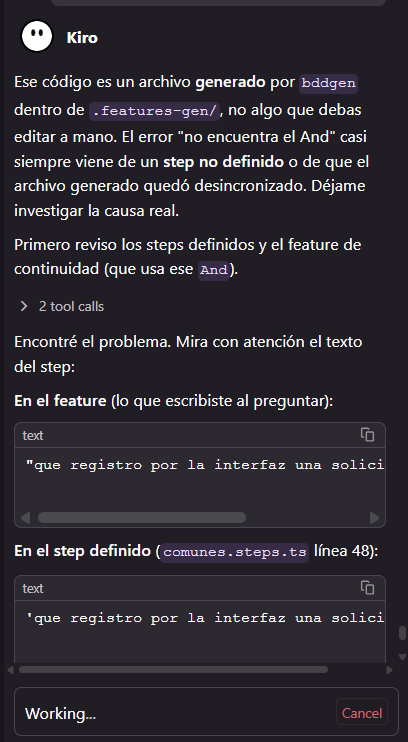 Kiro
Ese código es un archivo generado por bddgen
dentro de .features-gen/, no algo que debas
editar a mano. El error "no encuentra el And" casi
siempre viene de un step no definido o de que el
archivo generado quedó desincronizado. Déjame
investigar la causa real.
Primero reviso los steps definidos y el feature de
continuidad (que usa ese And).
2 tool calls
Encontré el problema. Mira con atención el texto
del step:
En el feature (lo que escribiste al preguntar):
text
"que registro por la interfaz una solici
En el step definido (comunes.steps.ts línea 48):
text
'que registro por la interfaz una solici
Working...
Cancel